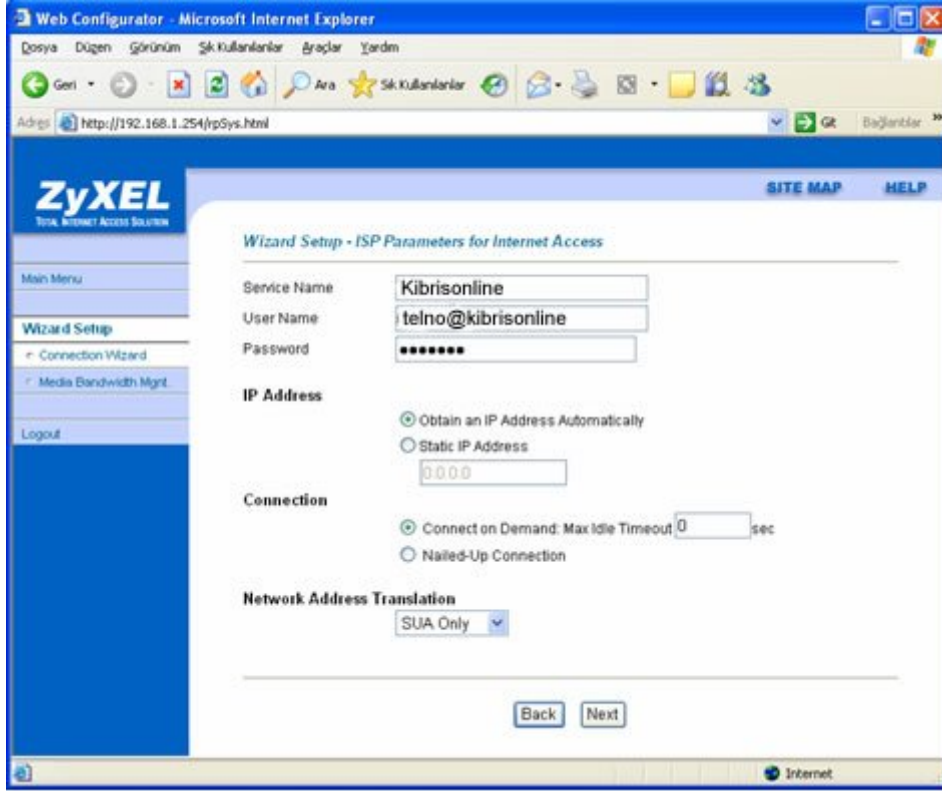 Web Configurator - Microsoft Internet Explorer
Dosya Düzen Görünüm Sık Kullanılanlar Araçlar Yardım
Geri Ara Sık Kullanılanlar
Adres http://192.168.1.254/rpSys.html Git Bağlantılar »
ZyXEL
TOTAL INTERNET ACCESS SOLUTION
SITE MAP HELP
Wizard Setup - ISP Parameters for Internet Access
Main Menu
Wizard Setup
Connection Wizard
Media Bandwidth Mgnt.
Logout
Service Name Kibrisonline
User Name telno@kibrisonline
Password •••••••
IP Address
Obtain an IP Address Automatically
Static IP Address
0.0.0.0
Connection
Connect on Demand: Max Idle Timeout 0 sec
Nailed-Up Connection
Network Address Translation
SUA Only
Back Next
Internet